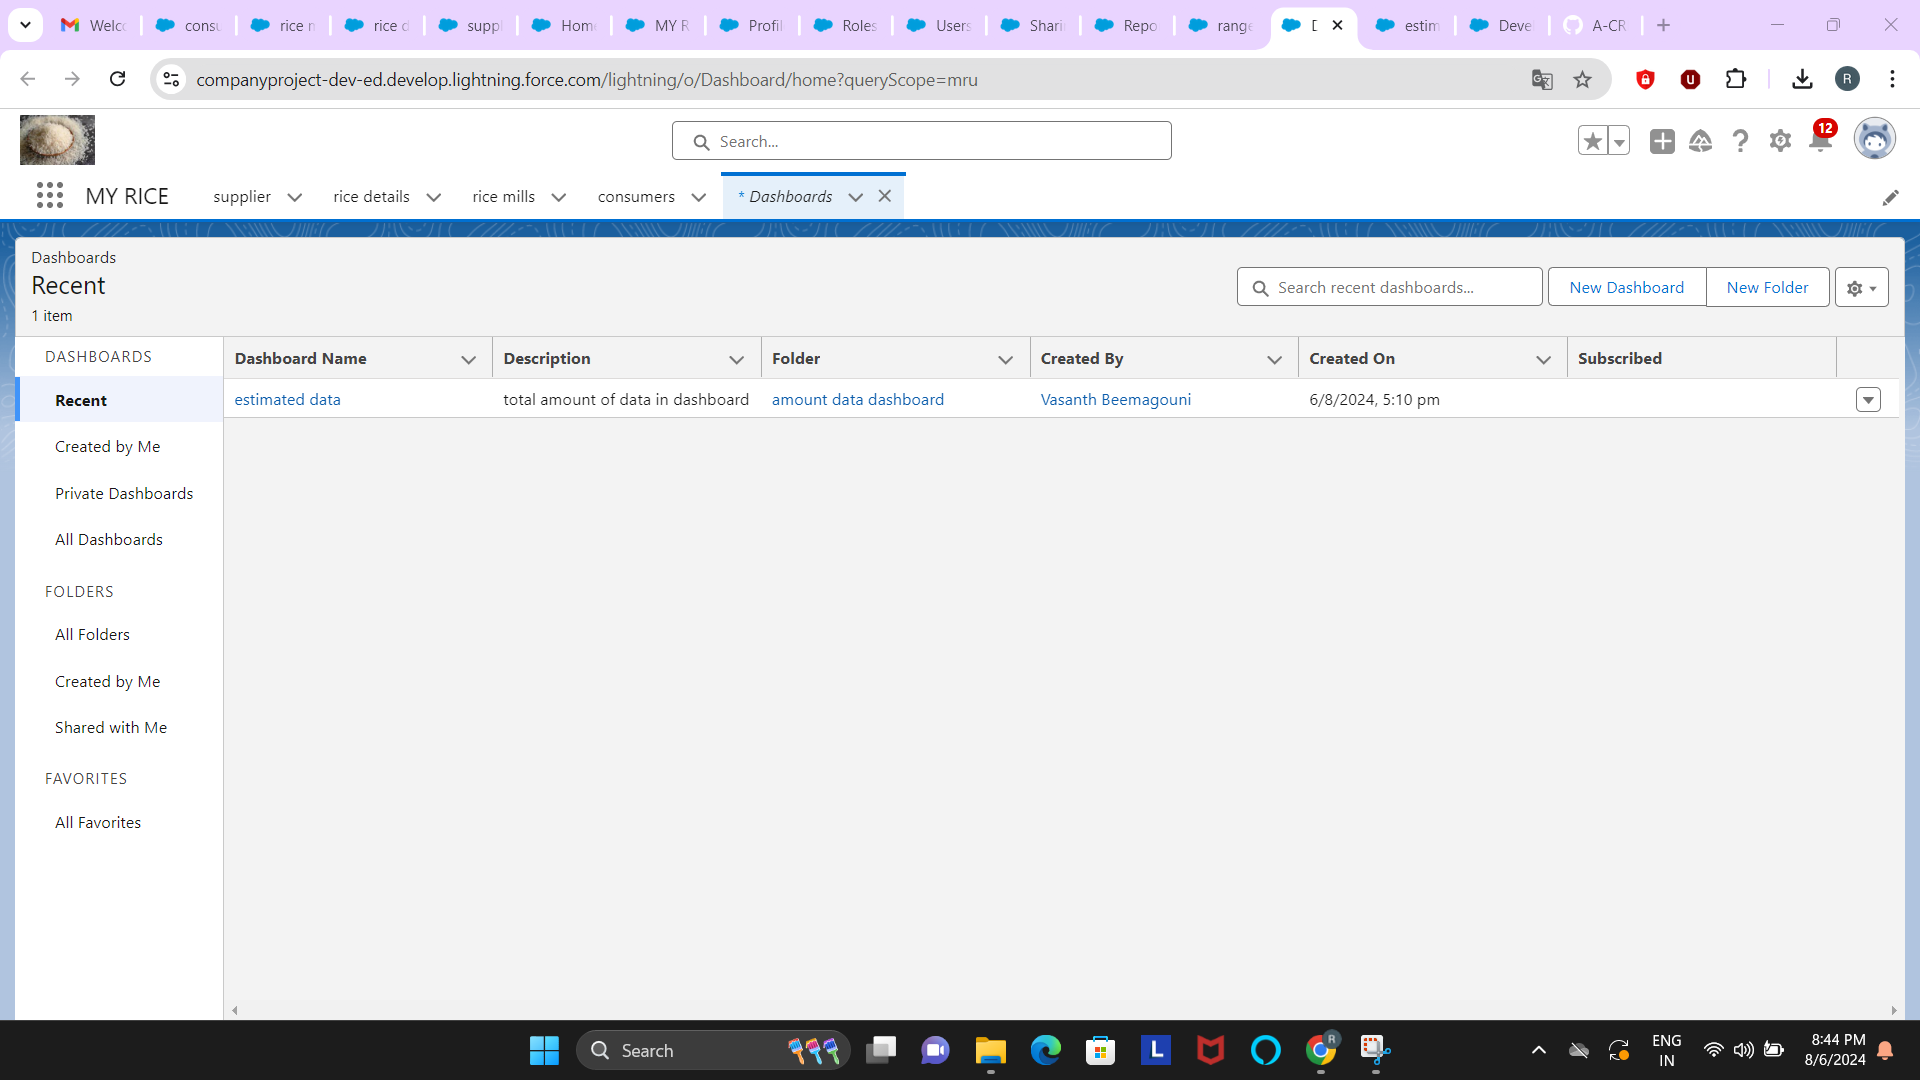 Welcc
consu
rice m
rice d
suppl
Home
MY R
Profil
Roles
Users
Shari
Repo
range
D
estim
Deve
A-CR
companyproject-dev-ed.develop.lightning.force.com/lightning/o/Dashboard/home?queryScope=mru
R
Search...
12
MY RICE
supplier
rice details
rice mills
consumers
* Dashboards
Dashboards
Recent
1 item
Search recent dashboards...
New Dashboard
New Folder
DASHBOARDS
Recent
Created by Me
Private Dashboards
All Dashboards
FOLDERS
All Folders
Created by Me
Shared with Me
FAVORITES
All Favorites
Dashboard Name Description Folder Created By Created On Subscribed
estimated data total amount of data in dashboard amount data dashboard Vasanth Beemagouni 6/8/2024, 5:10 pm
Search
L
R
ENG
IN
8:44 PM
8/6/2024